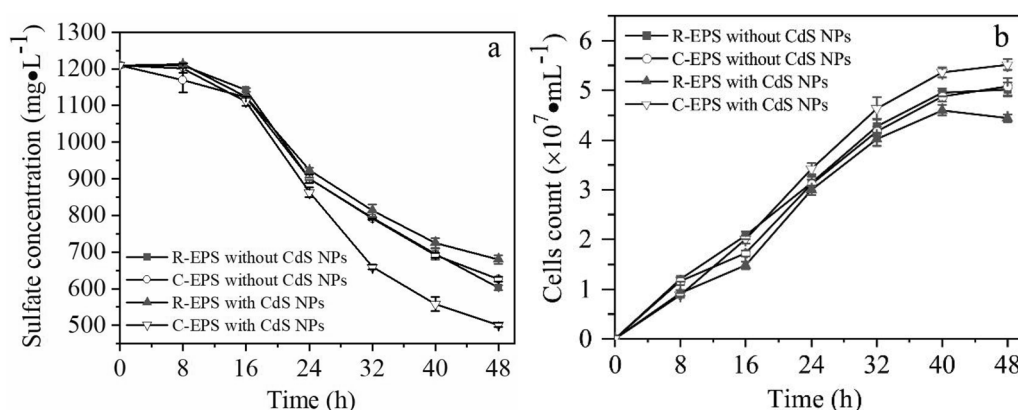 a
Sulfate concentration (mg●L⁻¹)
1300
1200
1100
1000
900
800
700
600
500
R-EPS without CdS NPs
C-EPS without CdS NPs
R-EPS with CdS NPs
C-EPS with CdS NPs
0 8 16 24 32 40 48
Time (h)
b
Cells count (×10⁷●mL⁻¹)
6
5
4
3
2
1
0
R-EPS without CdS NPs
C-EPS without CdS NPs
R-EPS with CdS NPs
C-EPS with CdS NPs
0 8 16 24 32 40 48
Time (h)